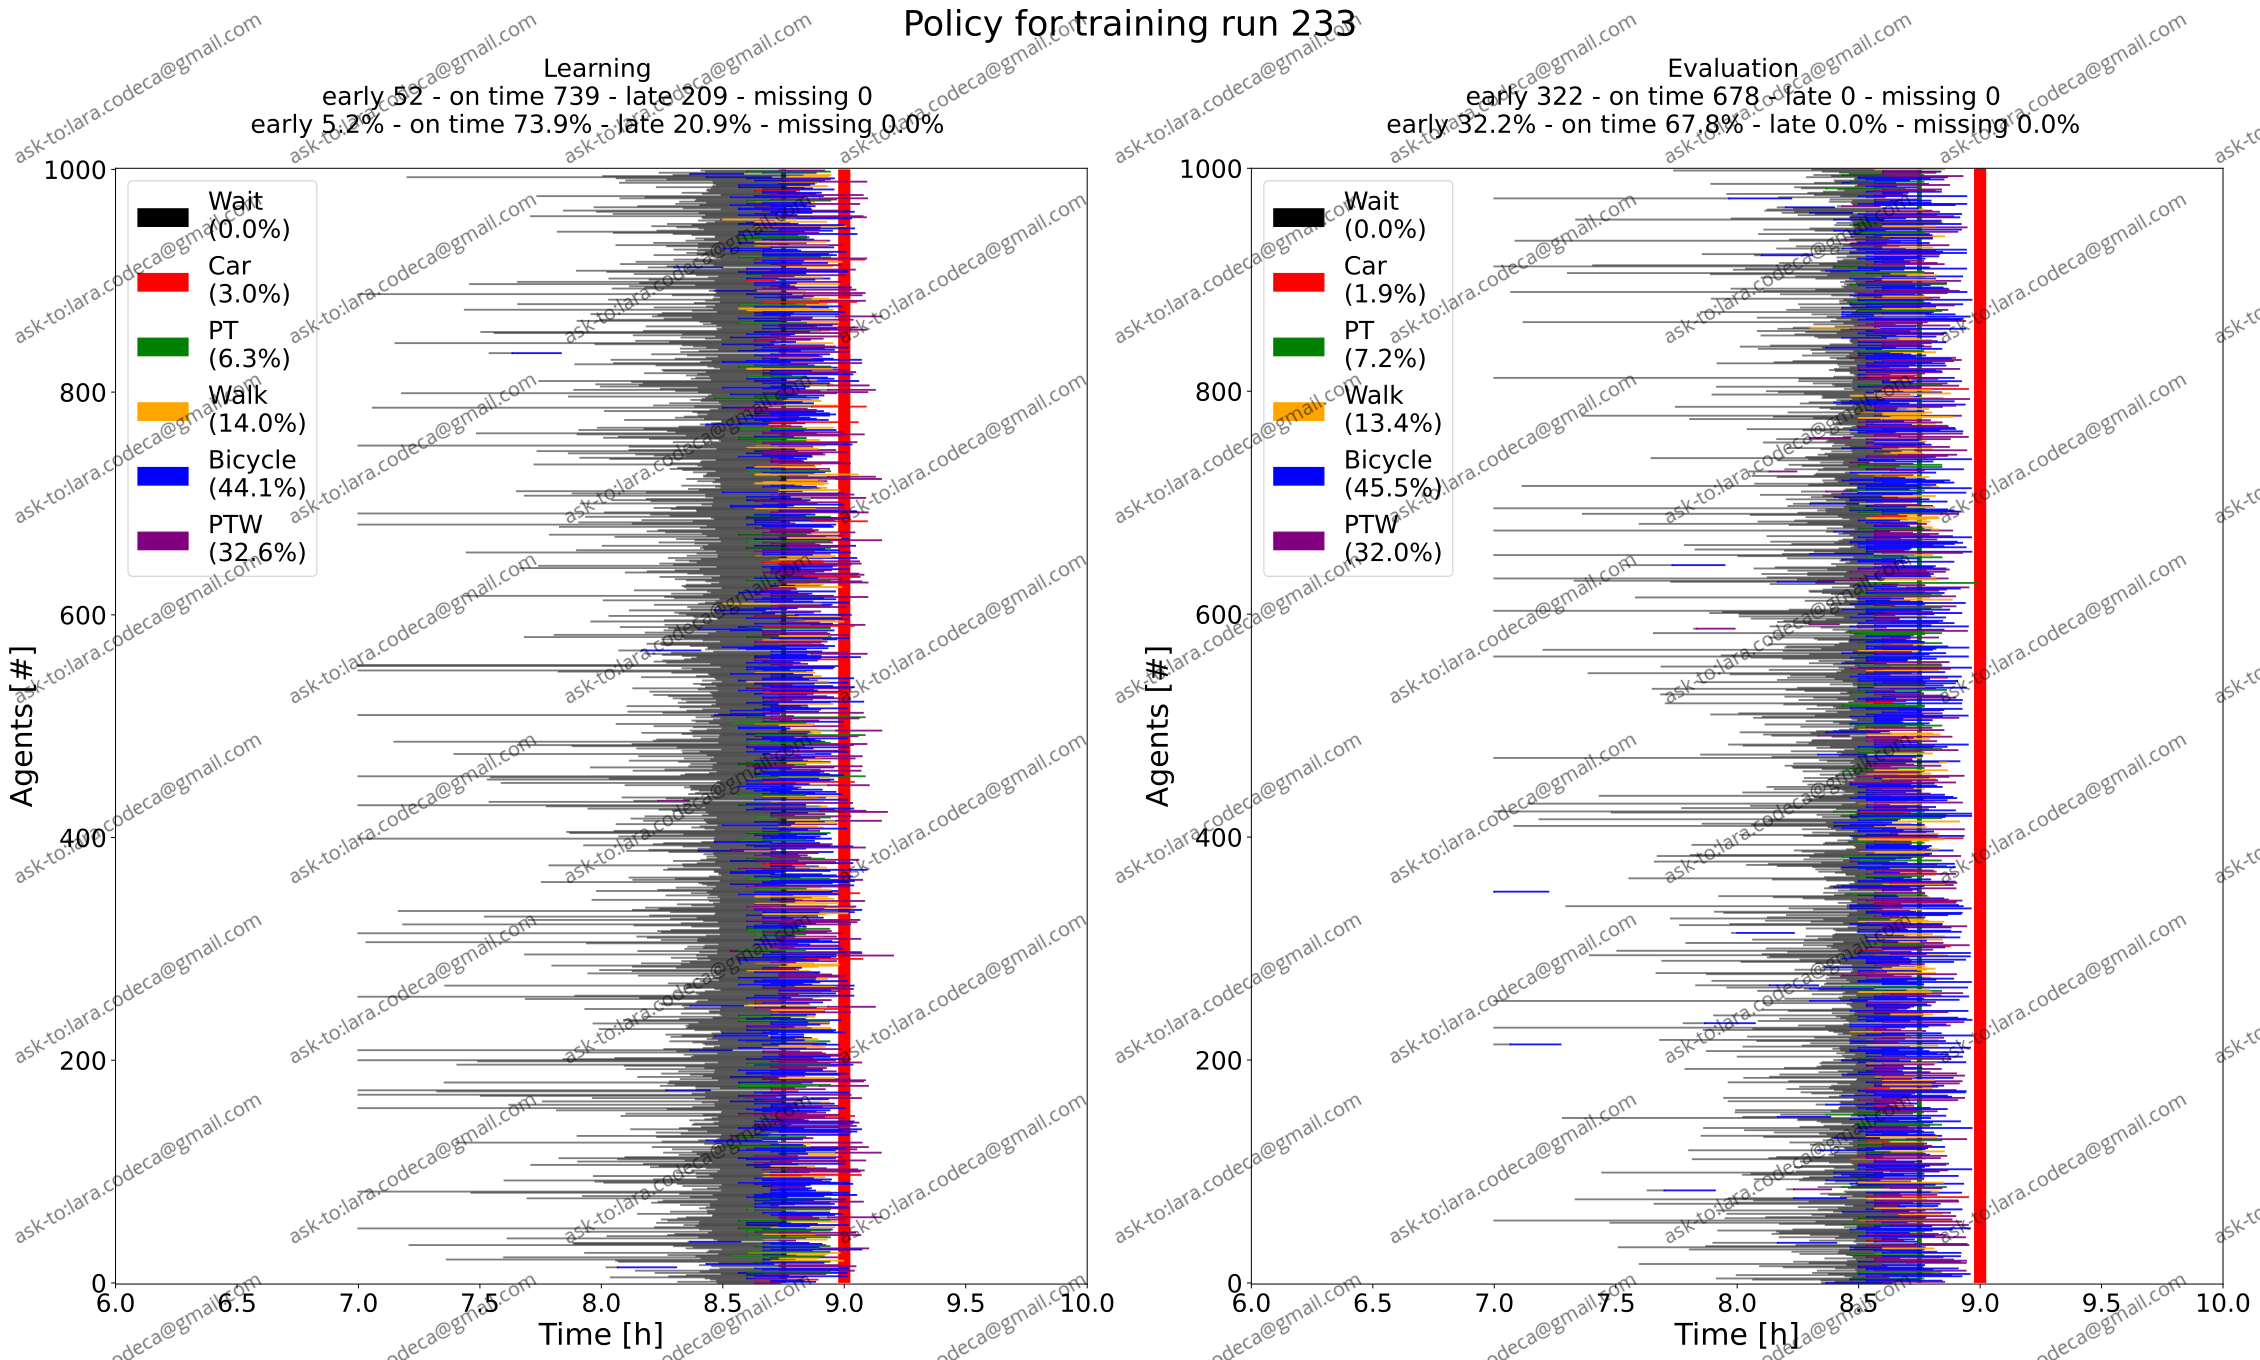 Policy for training run 233
Learning
early 52 - on time 739 - late 209 - missing 0
early 5.2% - on time 73.9% - late 20.9% - missing 0.0%
1000
800
600
400
200
0
Agents [#]
Wait
(0.0%)
Car
(3.0%)
PT
(6.3%)
Walk
(14.0%)
Bicycle
(44.1%)
PTW
(32.6%)
6.0 6.5 7.0 7.5 8.0 8.5 9.0 9.5 10.0
Time [h]
Evaluation
early 322 - on time 678 - late 0 - missing 0
early 32.2% - on time 67.8% - late 0.0% - missing 0.0%
1000
800
600
400
200
0
Agents [#]
Wait
(0.0%)
Car
(1.9%)
PT
(7.2%)
Walk
(13.4%)
Bicycle
(45.5%)
PTW
(32.0%)
6.0 6.5 7.0 7.5 8.0 8.5 9.0 9.5 10.0
Time [h]
ask-to:lara.codeca@gmail.com